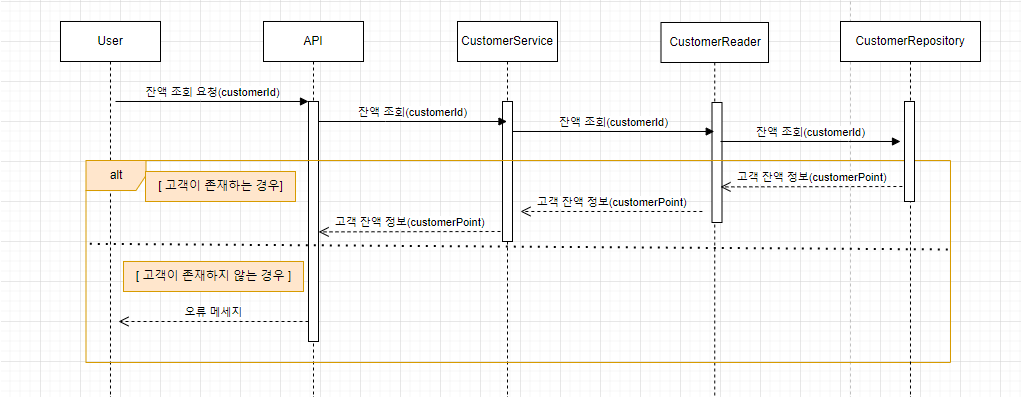 User
API
CustomerService
CustomerReader
CustomerRepository
잔액 조회 요청(customerId)
잔액 조회(customerId)
잔액 조회(customerId)
잔액 조회(customerId)
alt
[ 고객이 존재하는 경우]
고객 잔액 정보(customerPoint)
고객 잔액 정보(customerPoint)
고객 잔액 정보(customerPoint)
[ 고객이 존재하지 않는 경우 ]
오류 메세지